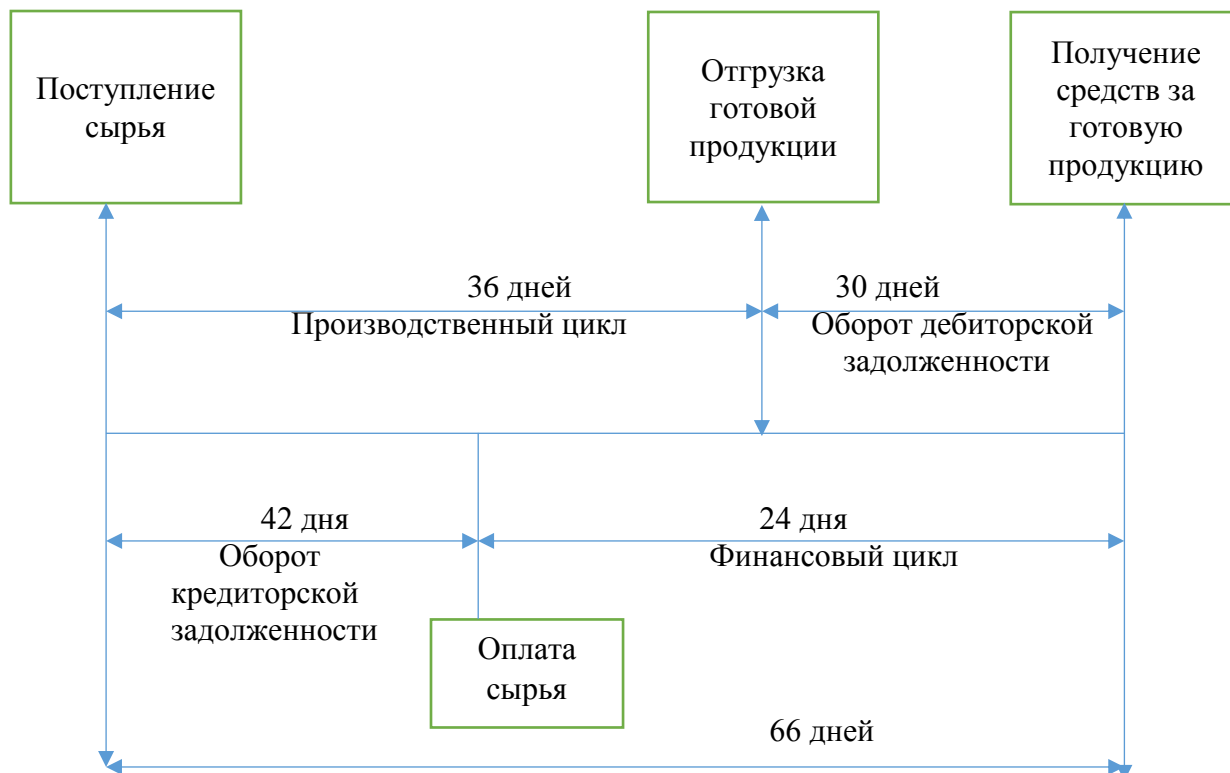 Поступление
сырья
Отгрузка
готовой
продукции
Получение
средств за
готовую
продукцию
36 дней
Производственный цикл
30 дней
Оборот дебиторской
задолженности
42 дня
Оборот
кредиторской
задолженности
24 дня
Финансовый цикл
Оплата
сырья
66 дней